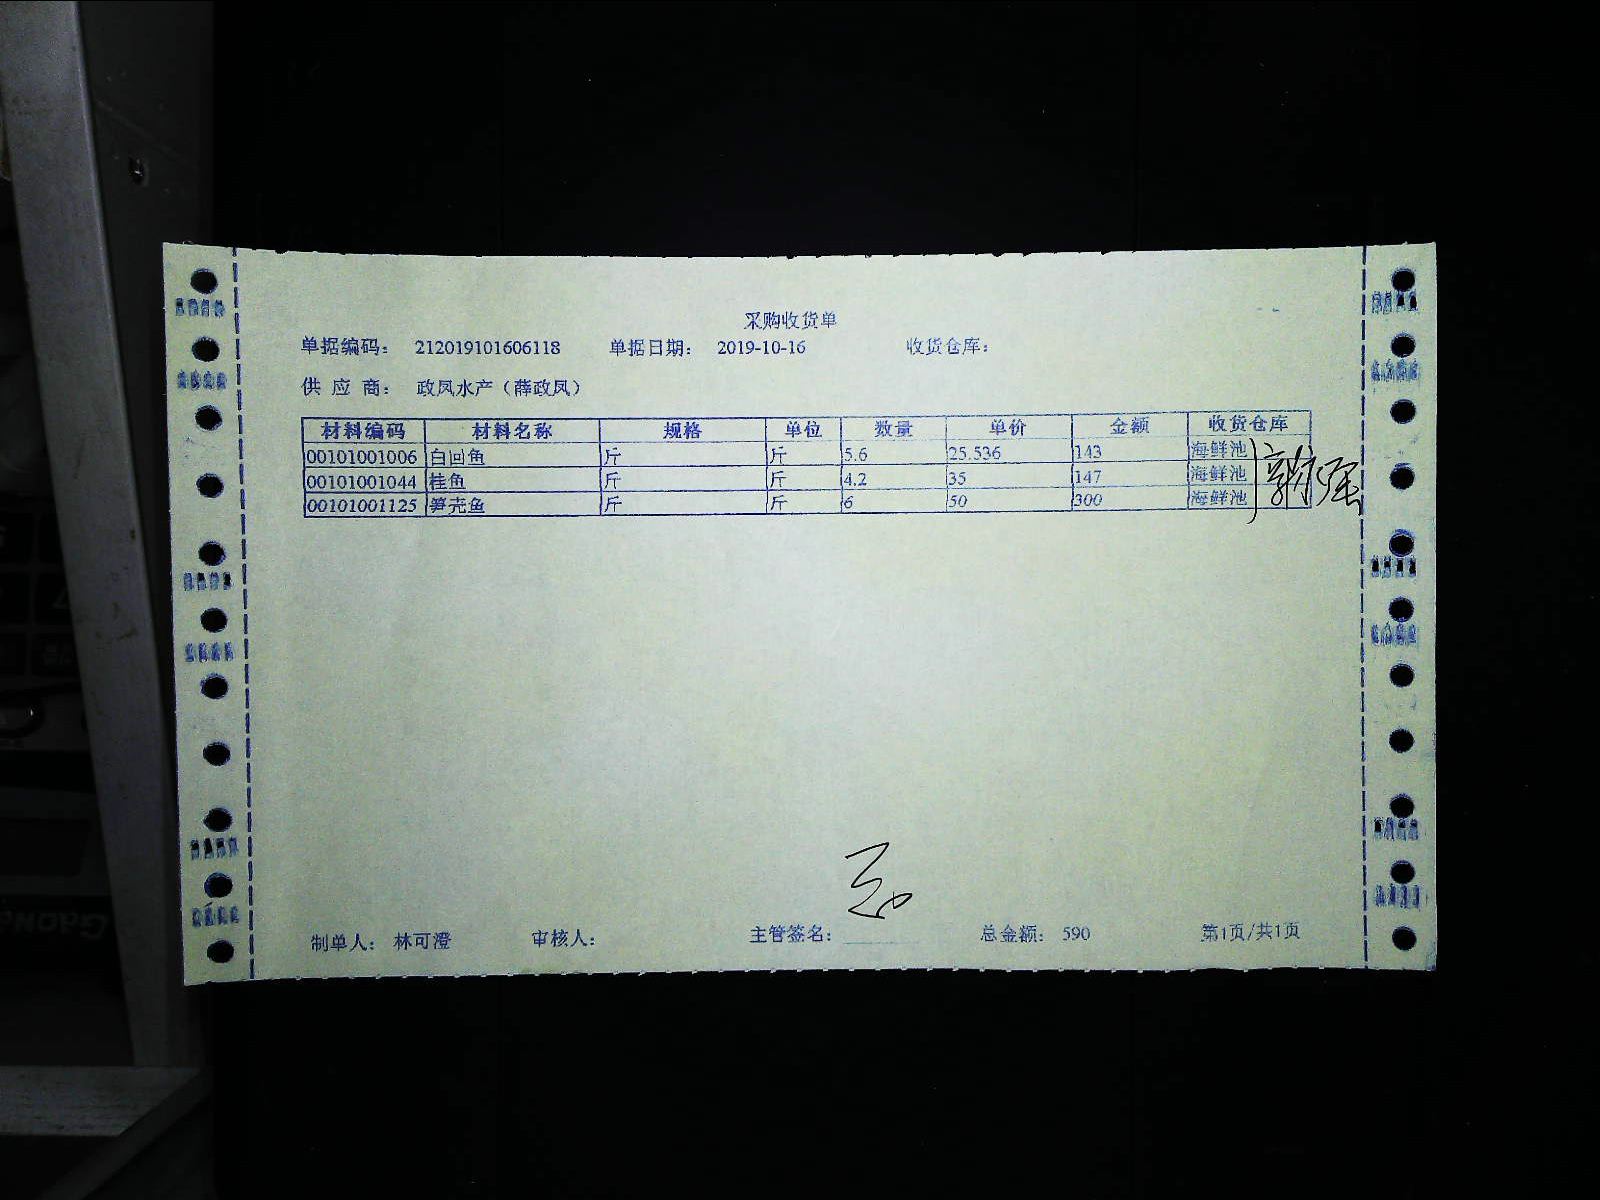 采购收货单
单据编码： 212019101606118 单据日期： 2019-10-16 收货仓库：
供 应 商： 政凤水产（薛政凤）
材料编码 材料名称 规格 单位 数量 单价 金额 收货仓库
00101001006 白回鱼 斤 斤 5.6 25.536 143 海鲜池
00101001044 桂鱼 斤 斤 4.2 35 147 海鲜池
00101001125 笋壳鱼 斤 斤 6 50 300 海鲜池
制单人： 林可澄 审核人： 主管签名： 总金额： 590 第1页/共1页